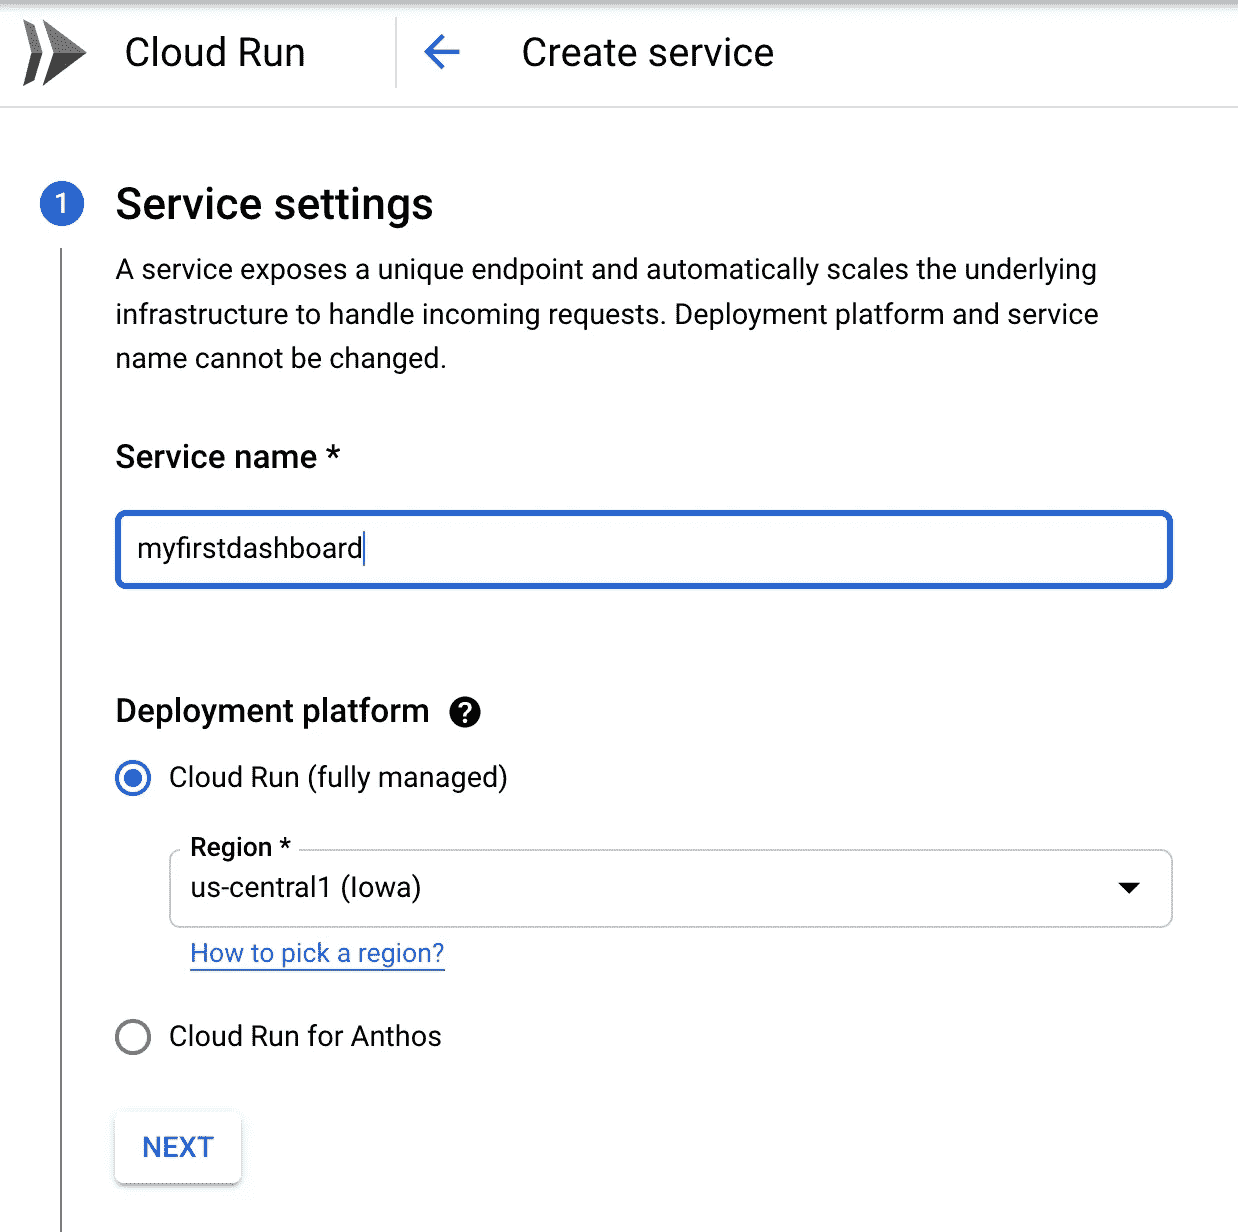 Cloud Run
Create service
1
Service settings
A service exposes a unique endpoint and automatically scales the underlying
infrastructure to handle incoming requests. Deployment platform and service
name cannot be changed.
Service name *
myfirstdashboard
Deployment platform ?
Cloud Run (fully managed)
Region *
us-central1 (Iowa)
How to pick a region?
Cloud Run for Anthos
NEXT